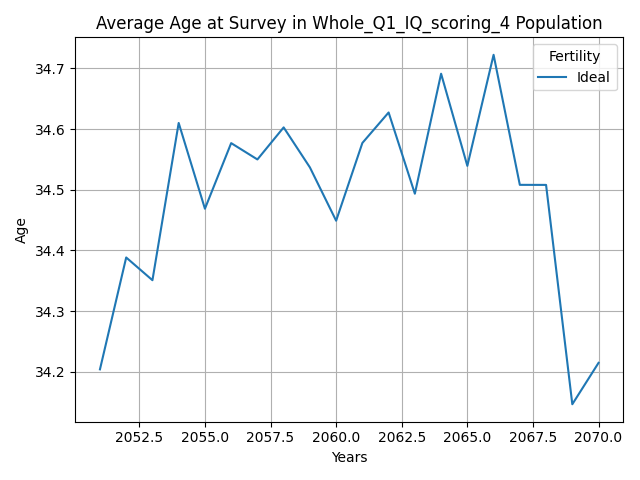 Average Age at Survey in Whole_Q1_IQ_scoring_4 Population
Fertility
Ideal
34.7
34.6
34.5
34.4
34.3
34.2
Age
2052.5 2055.0 2057.5 2060.0 2062.5 2065.0 2067.5 2070.0
Years